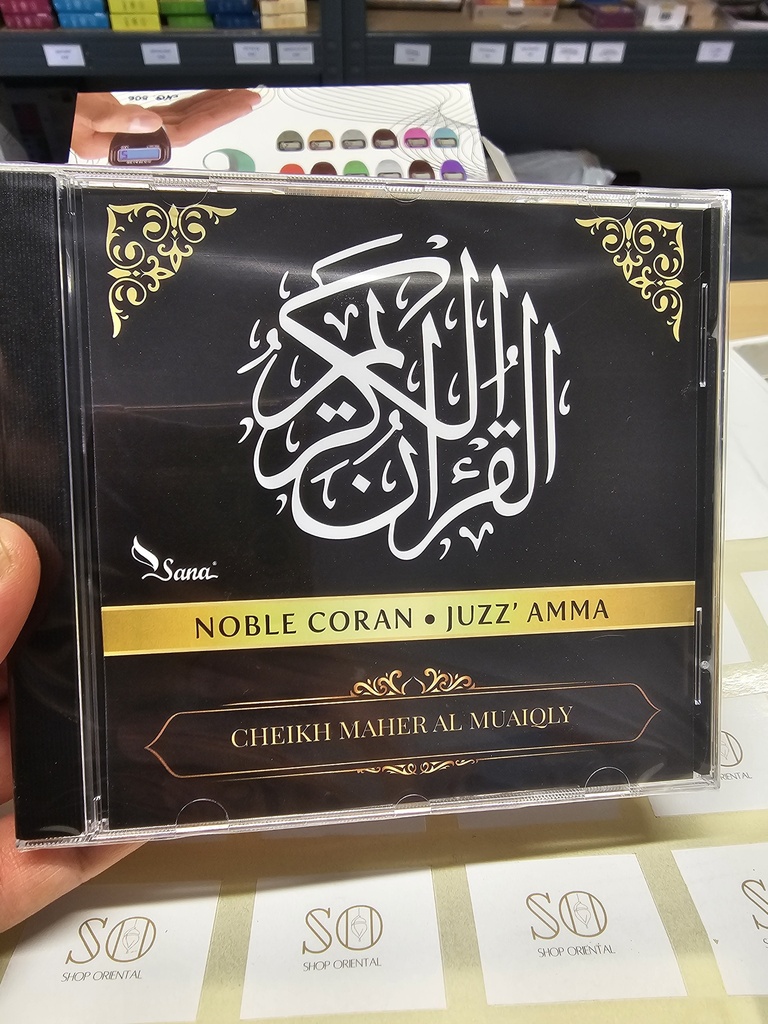 القرآن الكريم
Sana
NOBLE CORAN • JUZZ' AMMA
CHEIKH MAHER AL MUAIQLY
SO
SHOP ORIENTAL
SO
SHOP ORIENTAL
SO
SHOP ORIENTAL
ORIENTAL